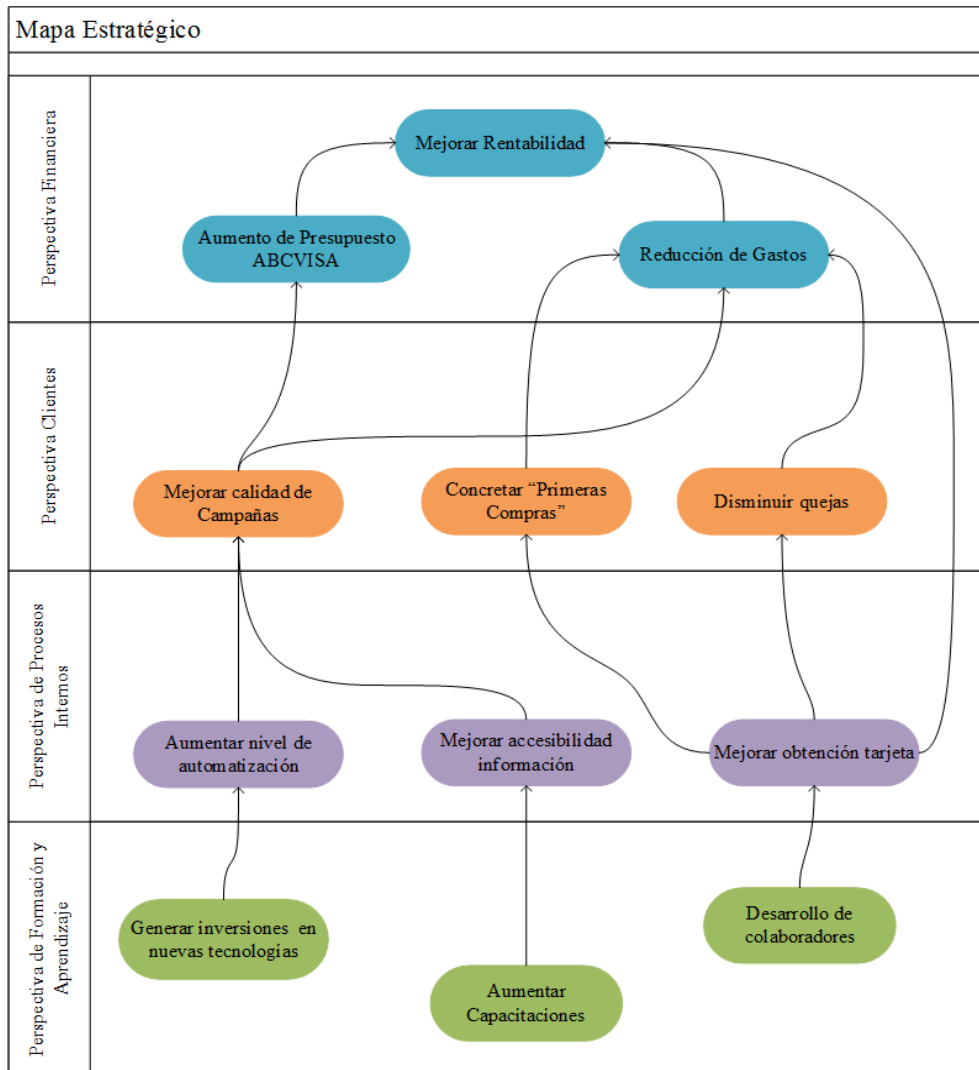 Mapa Estratégico
Perspectiva Financiera
Mejorar Rentabilidad
Aumento de Presupuesto
ABCVISA
Reducción de Gastos
Perspectiva Clientes
Mejorar calidad de
Campañas
Concretar “Primeras
Compras”
Disminuir quejas
Perspectiva de Procesos
Internos
Aumentar nivel de
automatización
Mejorar accesibilidad
información
Mejorar obtención tarjeta
Perspectiva de Formación y
Aprendizaje
Generar inversiones en
nuevas tecnologías
Aumentar
Capacitaciones
Desarrollo de
colaboradores